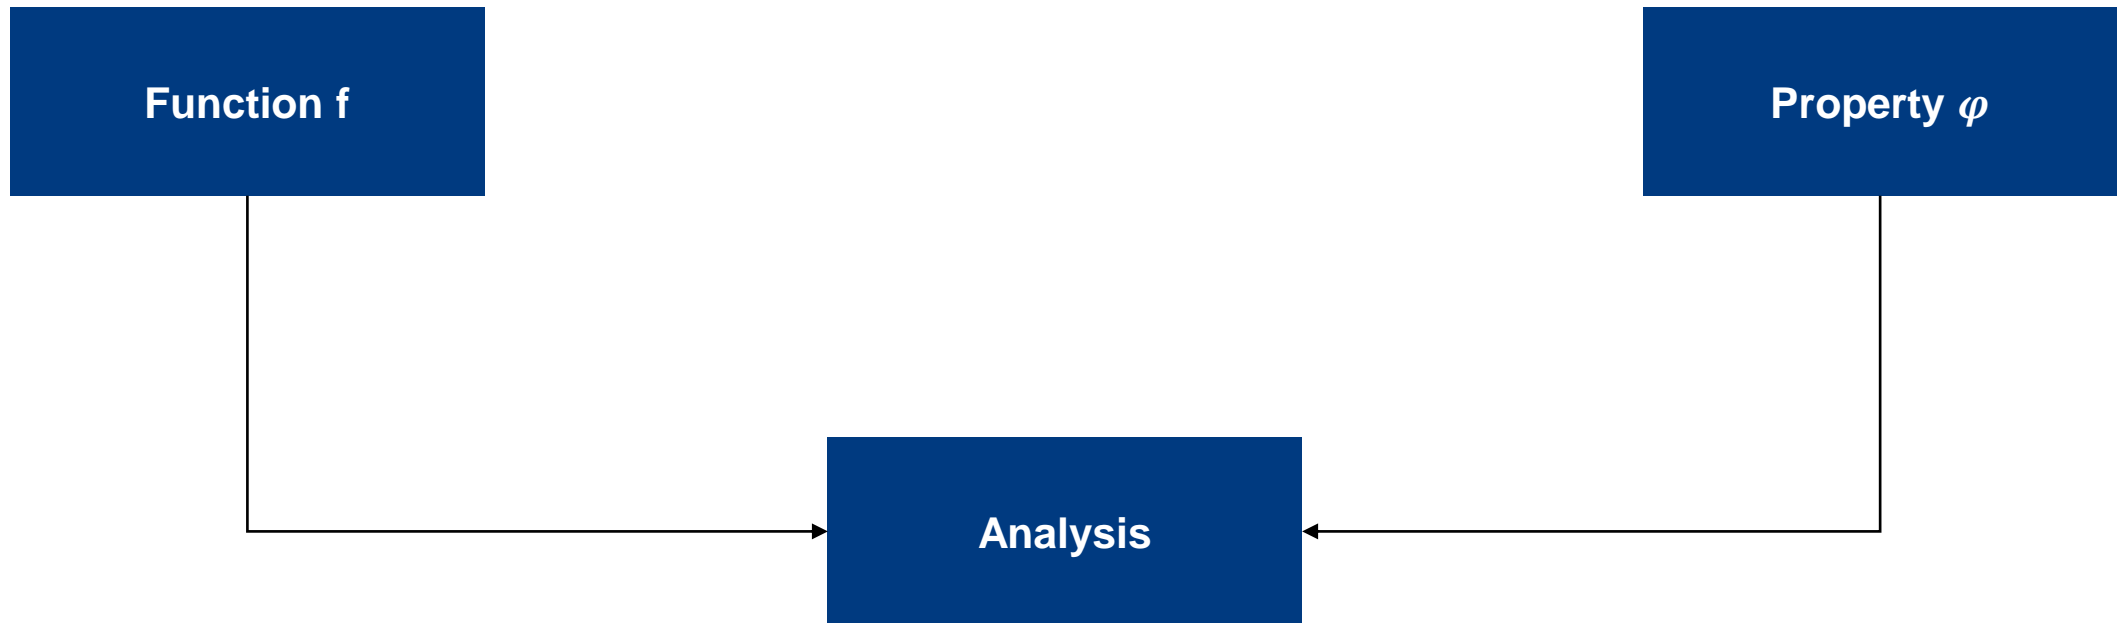 Function f
Property 𝝋
Analysis